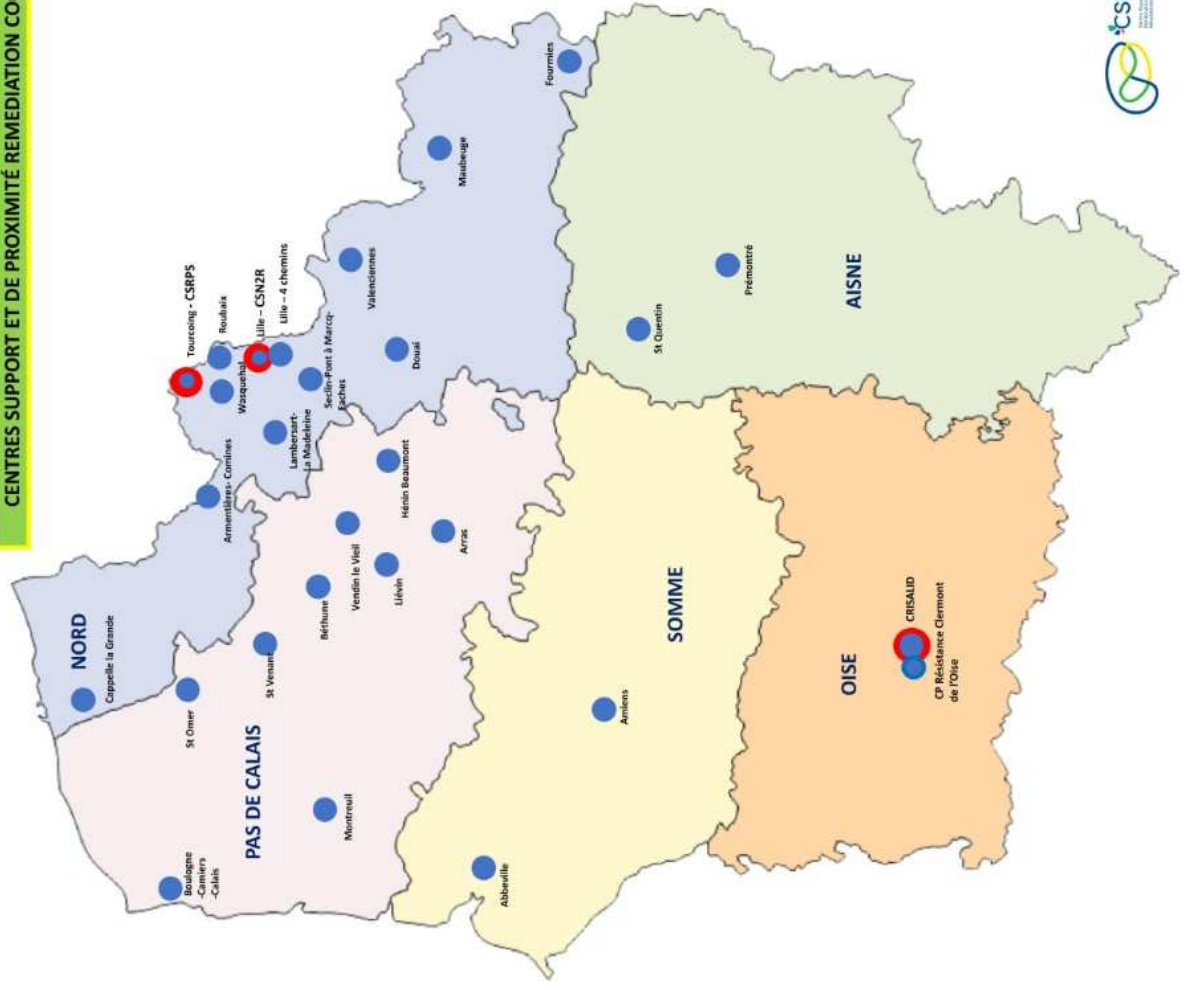 CENTRES SUPPORT ET DE PROXIMITÉ REMEDIATION CO
NORD
Cappelle la Grande
Armentières- Comines
Tourcoing - CSRPS
Roubaix
Wasquehal
Lille – CSN2R
Lille – 4 chemins
Lambersart-
La Madeleine
Seclin-Pont à Marcq-
Faches
Douai
Valenciennes
Maubeuge
Fourmies
PAS DE CALAIS
Boulogne
-Camiers
-Calais
St Omer
St Venant
Montreuil
Béthune
Vendin le Vieil
Liévin
Hénin Beaumont
Arras
SOMME
Abbeville
Amiens
AISNE
St Quentin
Prémontré
OISE
CRISALID
CP Résistance Clermont
de l'Oise
CS